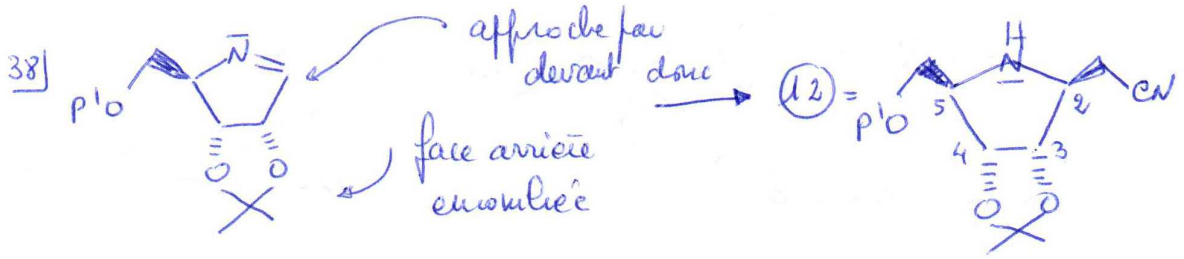 38]
approche par
devant donc
face arrière
encombrée
N
P'O
O O
(12) =
H
N
P'O
CN
5 2
4 3
O O